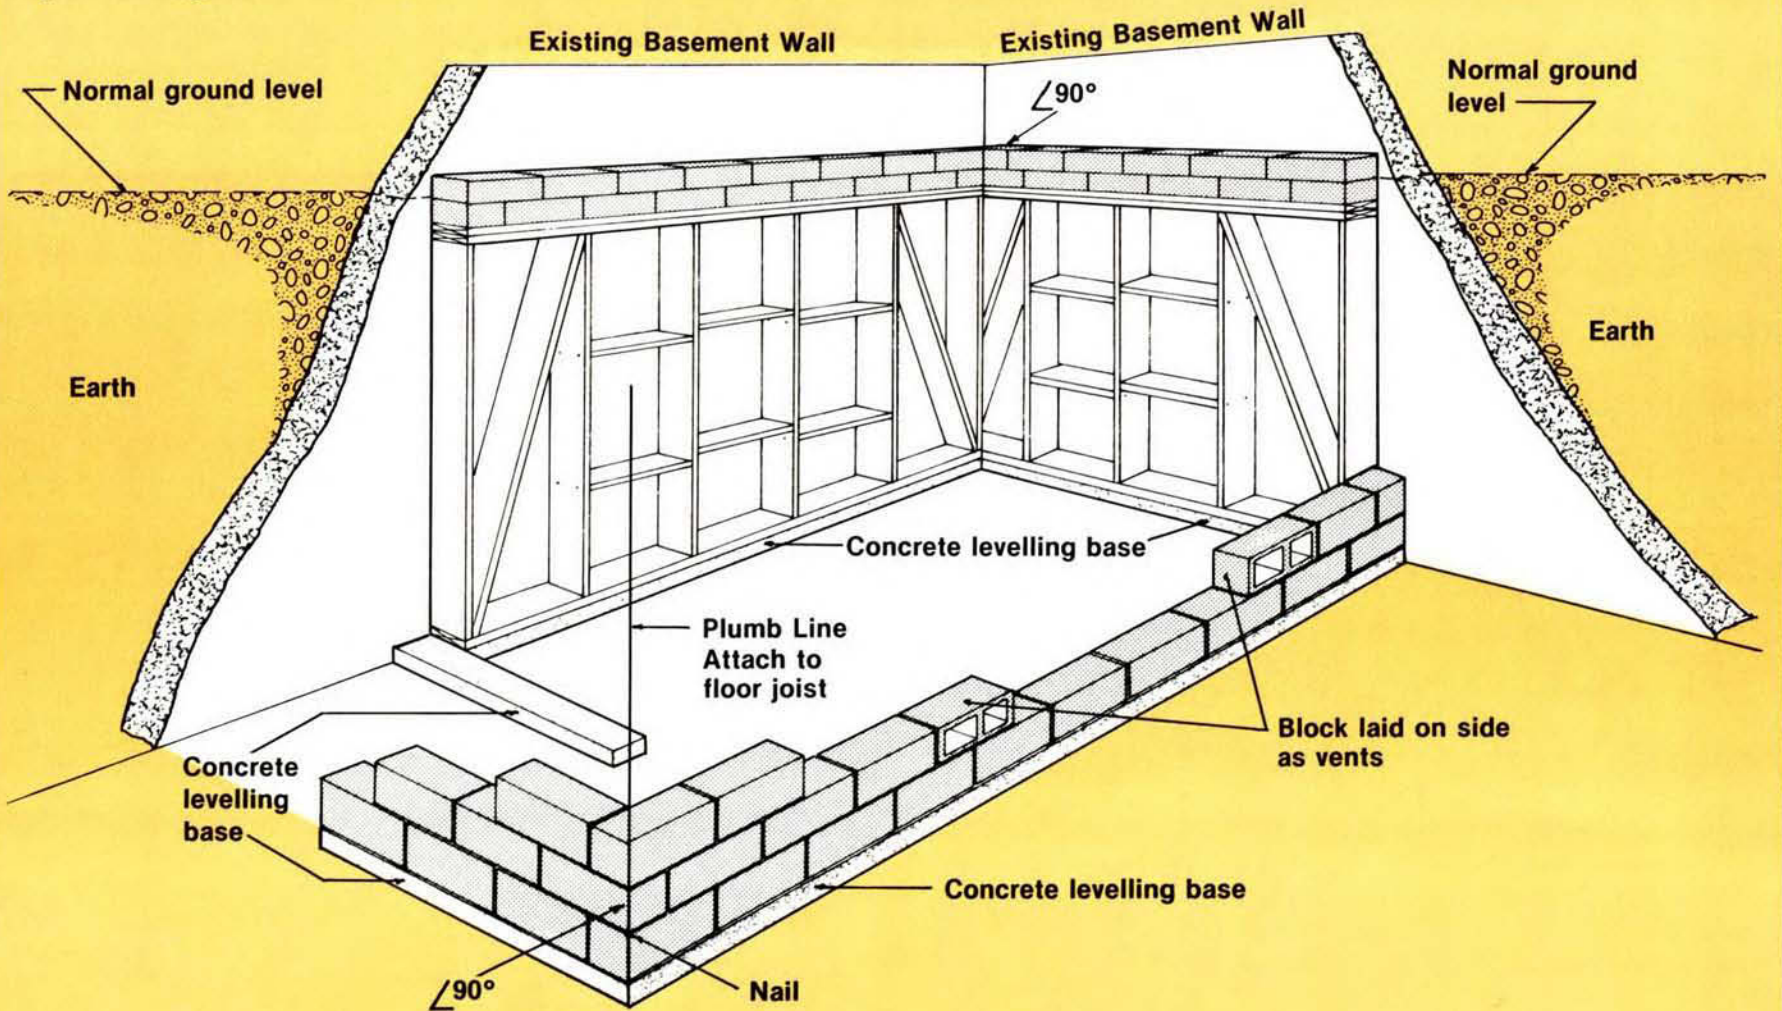 Existing Basement Wall
Existing Basement Wall
Normal ground level
∠90°
Normal ground
level
Earth
Earth
Concrete levelling base
Plumb Line
Attach to
floor joist
Block laid on side
as vents
Concrete
levelling
base
Concrete levelling base
∠90°
Nail